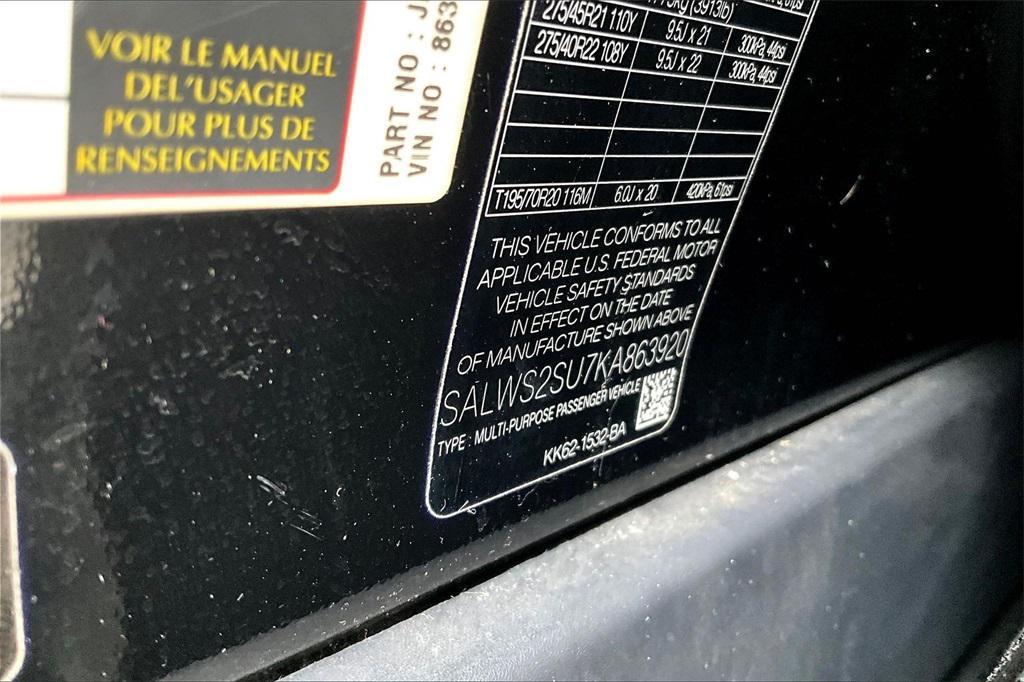 VOIR LE MANUEL
DEL'USAGER
POUR PLUS DE
RENSEIGNEMENTS
PART NO : J
VIN NO : 863
(3913lb)
275/45R21 110Y 9.5J x 21 300kPa, 44psi
275/40R22 108Y 9.5J x 22 300kPa, 44psi
T195/70R20 116M 6.0J x 20 420kPa, 61psi
THIS VEHICLE CONFORMS TO ALL
APPLICABLE U.S. FEDERAL MOTOR
VEHICLE SAFETY STANDARDS
IN EFFECT ON THE DATE
OF MANUFACTURE SHOWN ABOVE
SALWS2SU7KA863920
TYPE : MULTI-PURPOSE PASSENGER VEHICLE
KK62-1532-BA